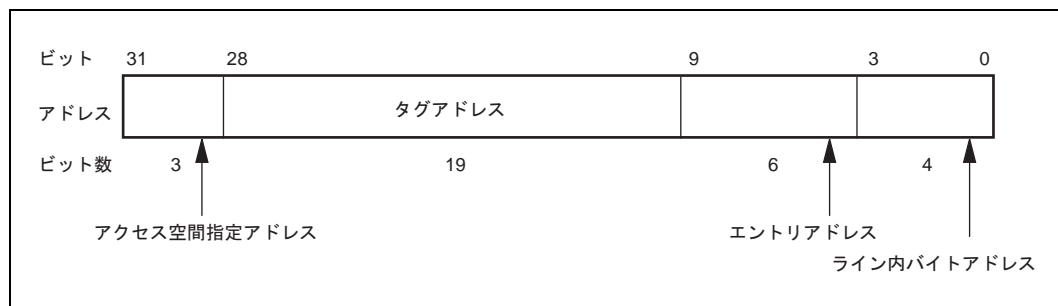 ビット 31 28 9 3 0
アドレス タグアドレス
ビット数 3 19 6 4
アクセス空間指定アドレス エントリアドレス
ライン内バイトアドレス